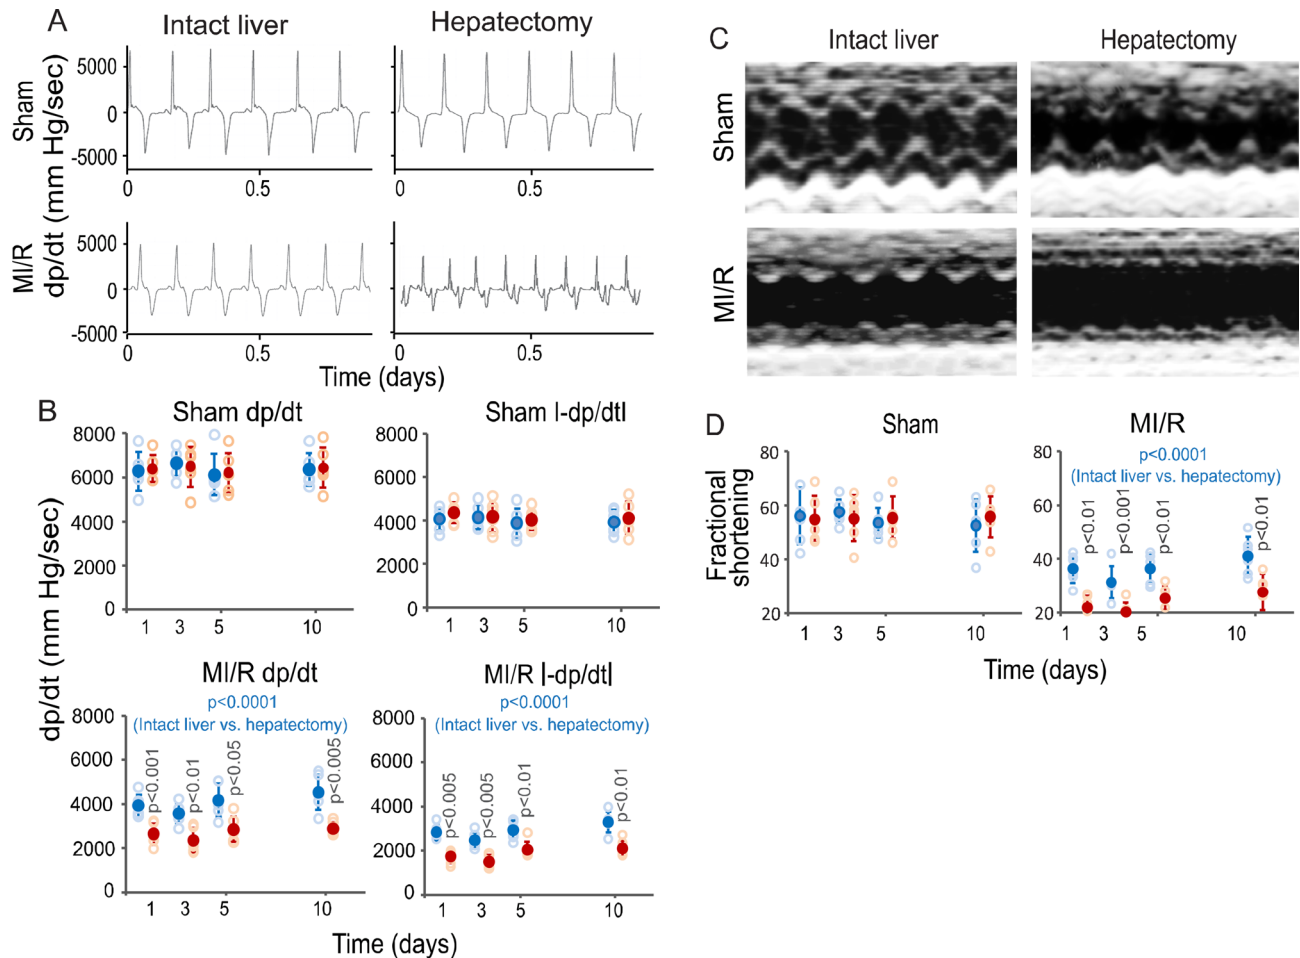 A
Intact liver
Hepatectomy
Sham
MI/R
dp/dt (mm Hg/sec)
5000
0
-5000
0
0.5
0
0.5
5000
0
-5000
0
0.5
0
0.5
Time (days)
B
Sham dp/dt
Sham l-dp/dtl
dp/dt (mm Hg/sec)
8000
6000
4000
2000
0
1
3
5
10
8000
6000
4000
2000
0
1
3
5
10
MI/R dp/dt
p<0.0001
(Intact liver vs. hepatectomy)
8000
6000
4000
2000
0
p<0.001
p<0.01
p<0.05
p<0.005
1
3
5
10
MI/R |-dp/dt|
p<0.0001
(Intact liver vs. hepatectomy)
8000
6000
4000
2000
0
p<0.005
p<0.005
p<0.01
p<0.01
1
3
5
10
Time (days)
C
Intact liver
Hepatectomy
Sham
MI/R
D
Sham
MI/R
p<0.0001
(Intact liver vs. hepatectomy)
Fractional
shortening
80
60
40
20
1
3
5
10
80
60
40
20
p<0.01
p<0.001
p<0.01
p<0.01
1
3
5
10
Time (days)